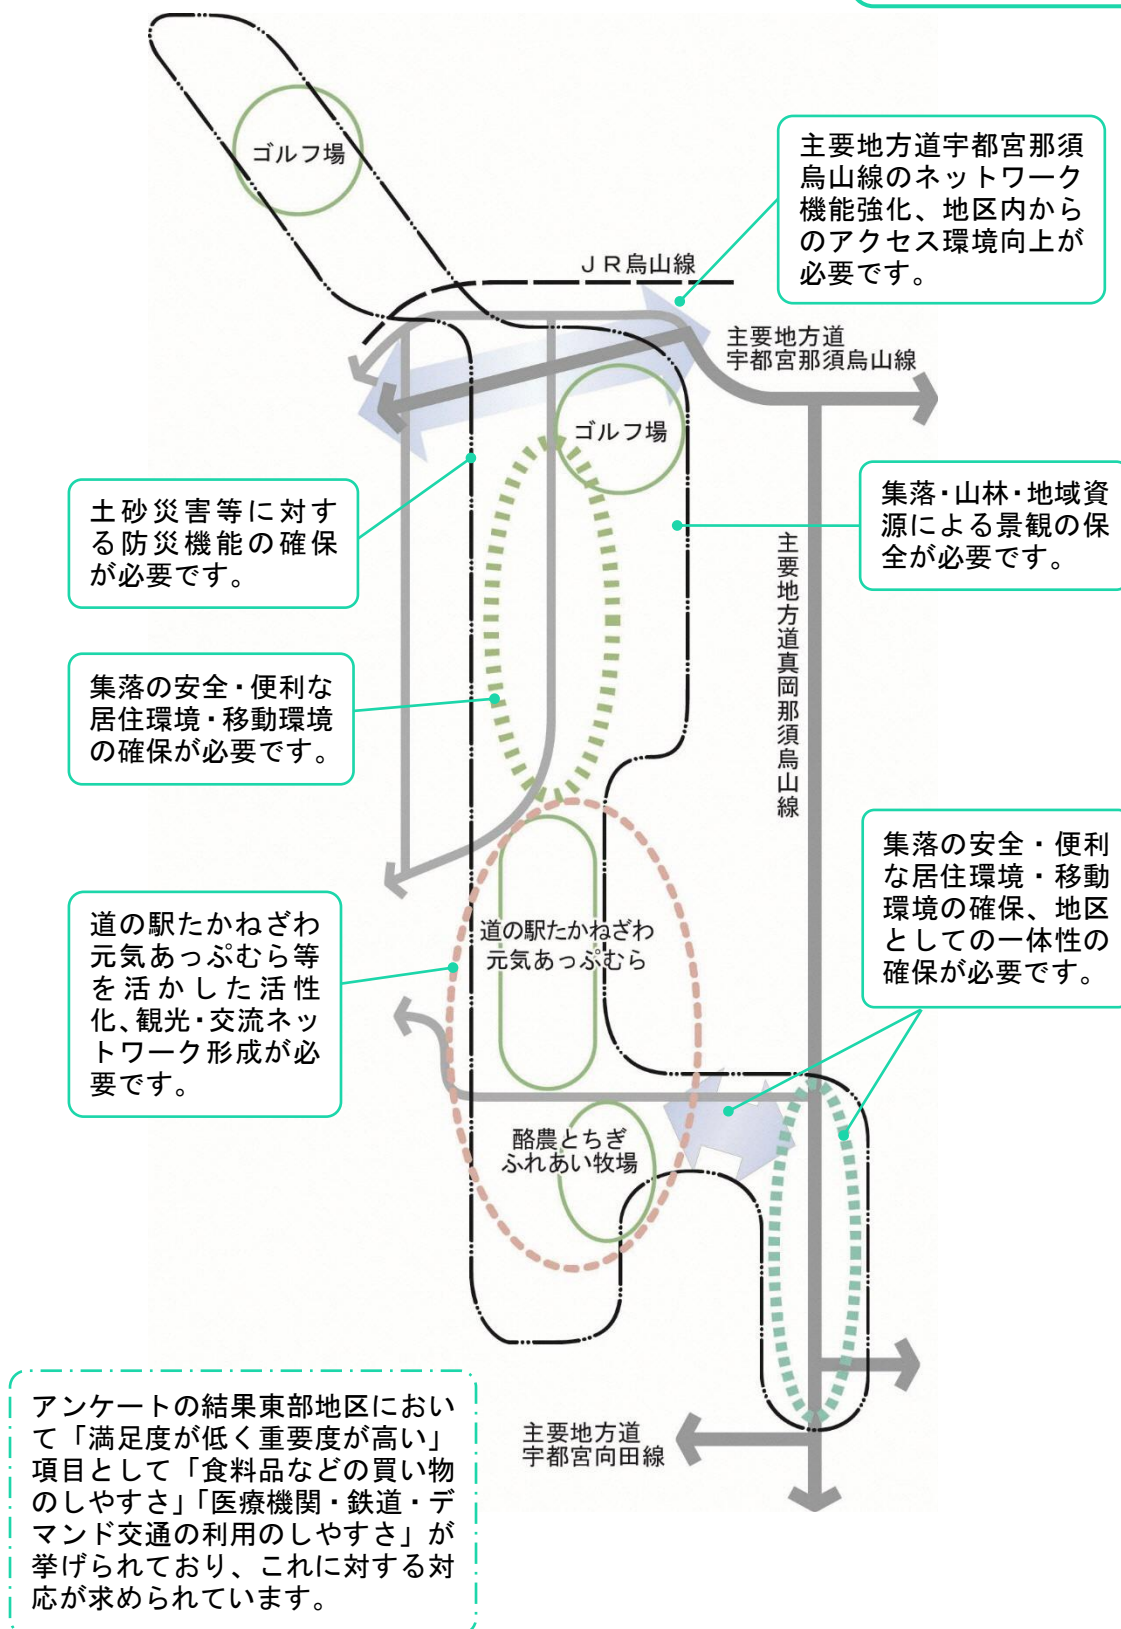 ゴルフ場
主要地方道宇都宮那須
烏山線のネットワーク
機能強化、地区内から
のアクセス環境向上が
必要です。
ＪＲ烏山線
主要地方道
宇都宮那須烏山線
ゴルフ場
土砂災害等に対す
る防災機能の確保
が必要です。
集落・山林・地域資
源による景観の保
全が必要です。
主要地方道真岡那須烏山線
集落の安全・便利な
居住環境・移動環境
の確保が必要です。
集落の安全・便利
な居住環境・移動
環境の確保、地区
としての一体性の
確保が必要です。
道の駅たかねざわ
元気あっぷむら等
を活かした活性
化、観光・交流ネッ
トワーク形成が必
要です。
道の駅たかねざわ
元気あっぷむら
酪農とちぎ
ふれあい牧場
主要地方道
宇都宮向田線
アンケートの結果東部地区におい
て「満足度が低く重要度が高い」
項目として「食料品などの買い物
のしやすさ」「医療機関・鉄道・デ
マンド交通の利用のしやすさ」が
挙げられており、これに対する対
応が求められています。